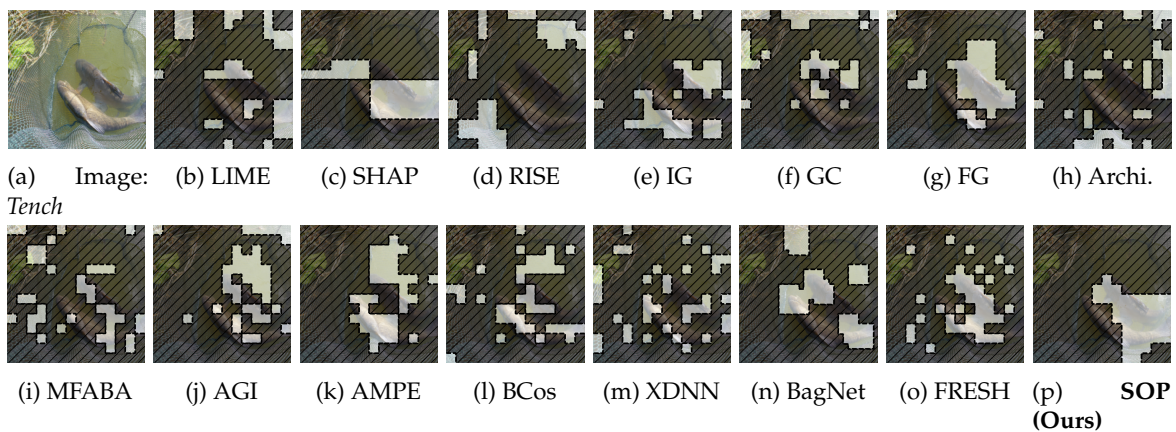 (a) Image: (b) LIME (c) SHAP (d) RISE (e) IG (f) GC (g) FG (h) Archi.
Tench
(i) MFABA (j) AGI (k) AMPE (l) BCos (m) XDNN (n) BagNet (o) FRESH (p) SOP
(Ours)